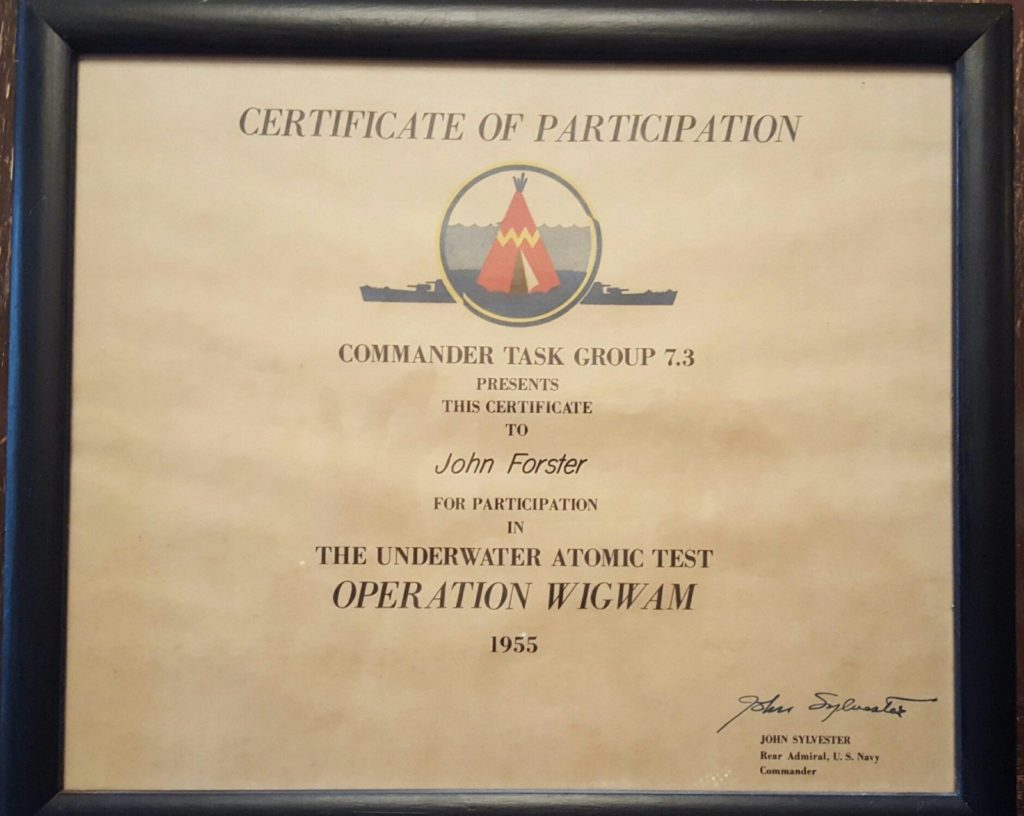 CERTIFICATE OF PARTICIPATION
COMMANDER TASK GROUP 7.3
PRESENTS
THIS CERTIFICATE
TO
John Forster
FOR PARTICIPATION
IN
THE UNDERWATER ATOMIC TEST
OPERATION WIGWAM
1955
John Sylvester
JOHN SYLVESTER
Rear Admiral, U. S. Navy
Commander